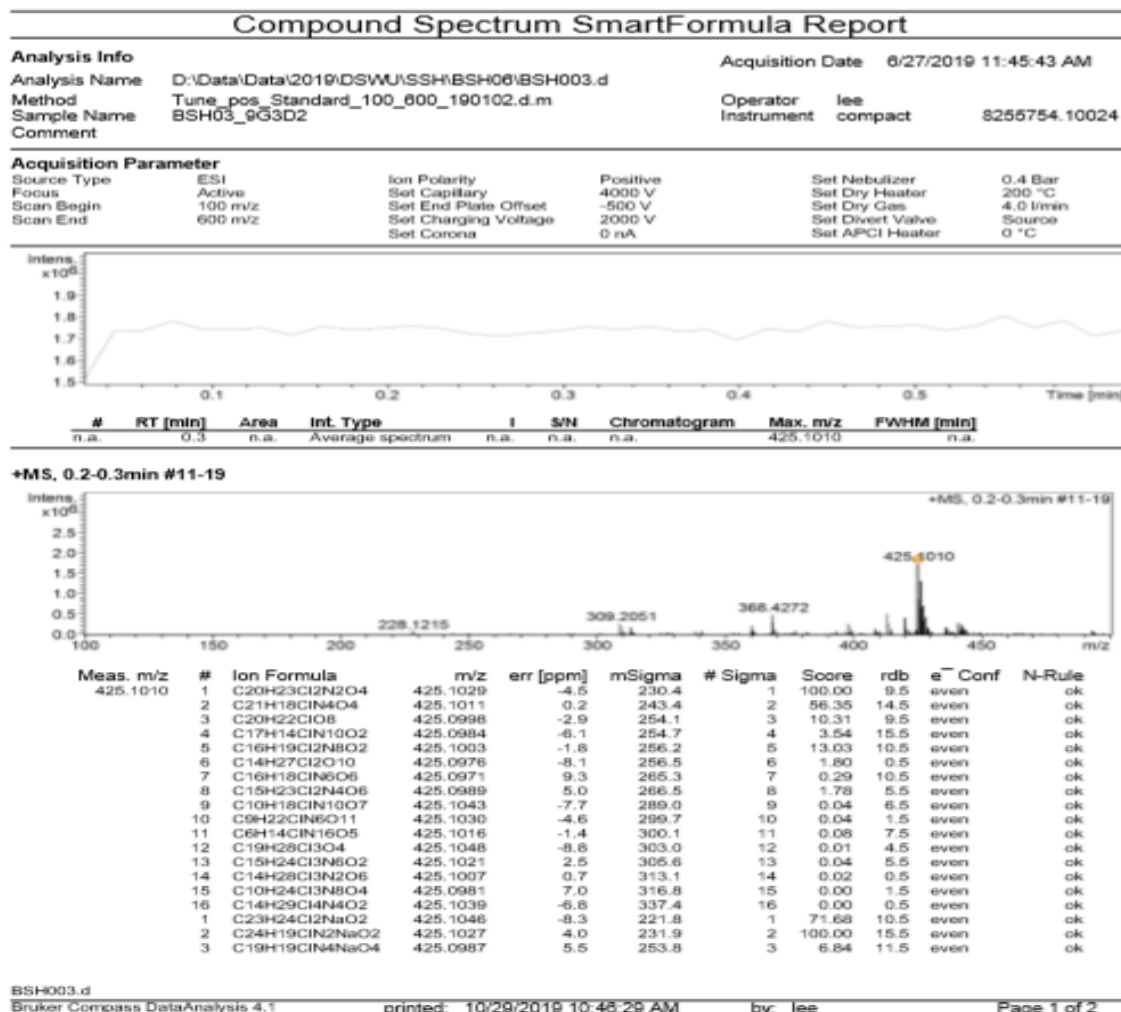 Compound Spectrum SmartFormula Report
Analysis Info
Acquisition Date 6/27/2019 11:45:43 AM
Analysis Name D:\Data\Data\2019\DSWU\SSH\BSH06\BSH003.d
Method Tune_pos_Standard_100_600_190102.d.m Operator lee
Sample Name BSH03_9G3D2 Instrument compact 8255754.10024
Comment
Acquisition Parameter
Source Type ESI Ion Polarity Positive Set Nebulizer 0.4 Bar
Focus Active Set Capillary 4000 V Set Dry Heater 200 °C
Scan Begin 100 m/z Set End Plate Offset -500 V Set Dry Gas 4.0 l/min
Scan End 600 m/z Set Charging Voltage 2000 V Set Divert Valve Source
Set Corona 0 nA Set APCI Heater 0 °C
Intens.
x10⁶
1.9
1.8
1.7
1.6
1.5
0.1 0.2 0.3 0.4 0.5 Time [min]
# RT [min] Area Int. Type I S/N Chromatogram Max. m/z FWHM [min]
n.a. 0.3 n.a. Average spectrum n.a. n.a. n.a. 425.1010 n.a.
+MS, 0.2-0.3min #11-19
Intens. +MS, 0.2-0.3min #11-19
x10⁶
2.5
2.0 425.1010
1.5
1.0
0.5 228.1215 309.2051 368.4272
0.0
100 150 200 250 300 350 400 450 m/z
Meas. m/z # Ion Formula m/z err [ppm] mSigma # Sigma Score rdb e⁻ Conf N-Rule
425.1010 1 C20H23Cl2N2O4 425.1029 -4.5 230.4 1 100.00 9.5 even ok
2 C21H18ClN4O4 425.1011 0.2 243.4 2 56.35 14.5 even ok
3 C20H22ClO8 425.0998 -2.9 254.1 3 10.31 9.5 even ok
4 C17H14ClN10O2 425.0984 -6.1 254.7 4 3.54 15.5 even ok
5 C16H19Cl2N8O2 425.1003 -1.8 256.2 5 13.03 10.5 even ok
6 C14H27Cl2O10 425.0976 -8.1 256.5 6 1.80 0.5 even ok
7 C16H18ClN6O6 425.0971 9.3 265.3 7 0.29 10.5 even ok
8 C15H23Cl2N4O6 425.0989 5.0 266.5 8 1.78 5.5 even ok
9 C10H18ClN10O7 425.1043 -7.7 289.0 9 0.04 6.5 even ok
10 C9H22ClN6O11 425.1030 -4.6 299.7 10 0.04 1.5 even ok
11 C6H14ClN16O5 425.1016 -1.4 300.1 11 0.08 7.5 even ok
12 C19H28Cl3O4 425.1048 -8.8 303.0 12 0.01 4.5 even ok
13 C15H24Cl3N6O2 425.1021 2.5 305.6 13 0.04 5.5 even ok
14 C14H28Cl3N2O6 425.1007 0.7 313.1 14 0.02 0.5 even ok
15 C10H24Cl3N8O4 425.0981 7.0 316.8 15 0.00 1.5 even ok
16 C14H29Cl4N4O2 425.1039 -6.8 337.4 16 0.00 0.5 even ok
1 C23H24Cl2NaO2 425.1046 -8.3 221.8 1 71.68 10.5 even ok
2 C24H19ClN2NaO2 425.1027 4.0 231.9 2 100.00 15.5 even ok
3 C19H19ClN4NaO4 425.0987 5.5 253.8 3 6.84 11.5 even ok
BSH003.d
Bruker Compass DataAnalysis 4.1 printed: 10/29/2019 10:46:29 AM by: lee Page 1 of 2